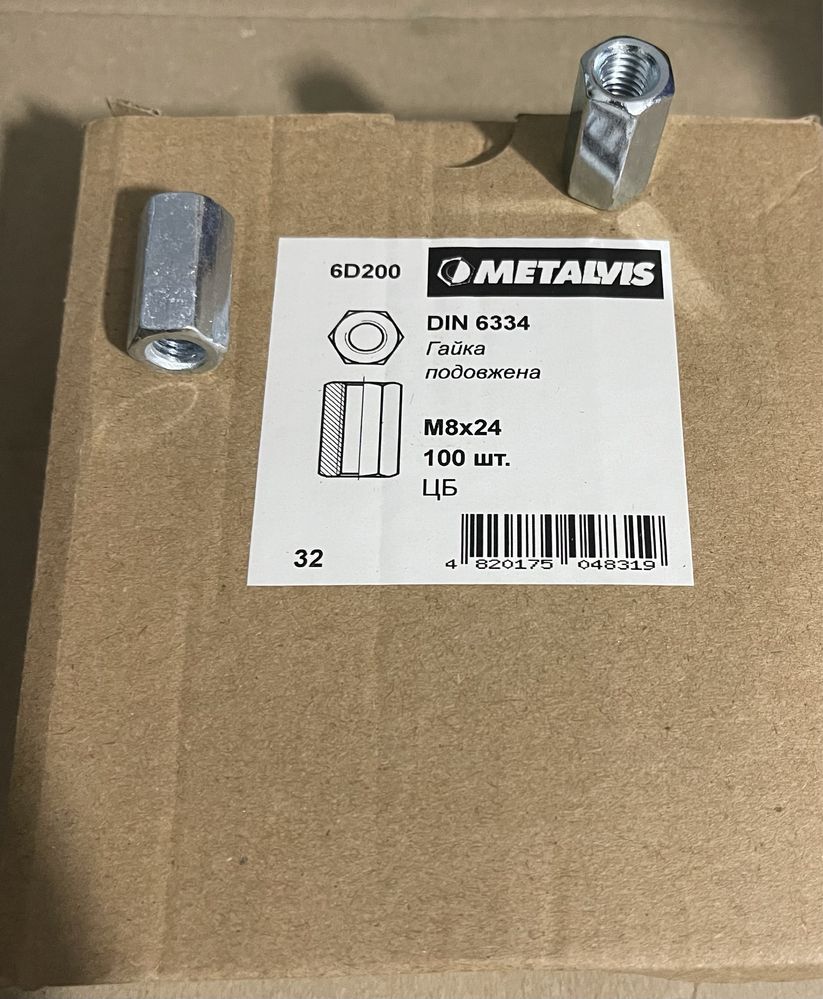 6D200
METALVIS
DIN 6334
Гайка
подовжена
M8x24
100 шт.
ЦБ
32
4 820175 048319